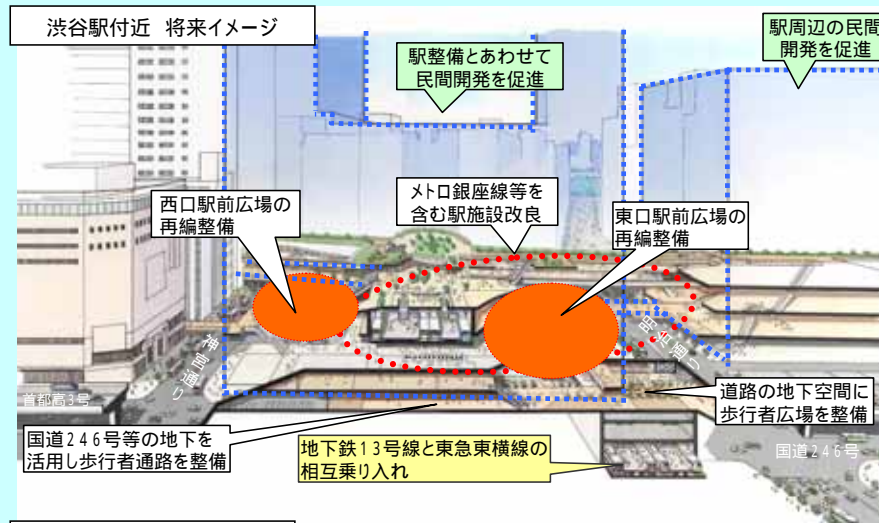 渋谷駅付近 将来イメージ
駅整備とあわせて
民間開発を促進
駅周辺の民間
開発を促進
西口駅前広場の
再編整備
メトロ銀座線等を
含む駅施設改良
東口駅前広場の
再編整備
神宮通り
明治通り
首都高3号
道路の地下空間に
歩行者広場を整備
国道246号等の地下を
活用し歩行者通路を整備
地下鉄13号線と東急東横線の
相互乗り入れ
国道246号